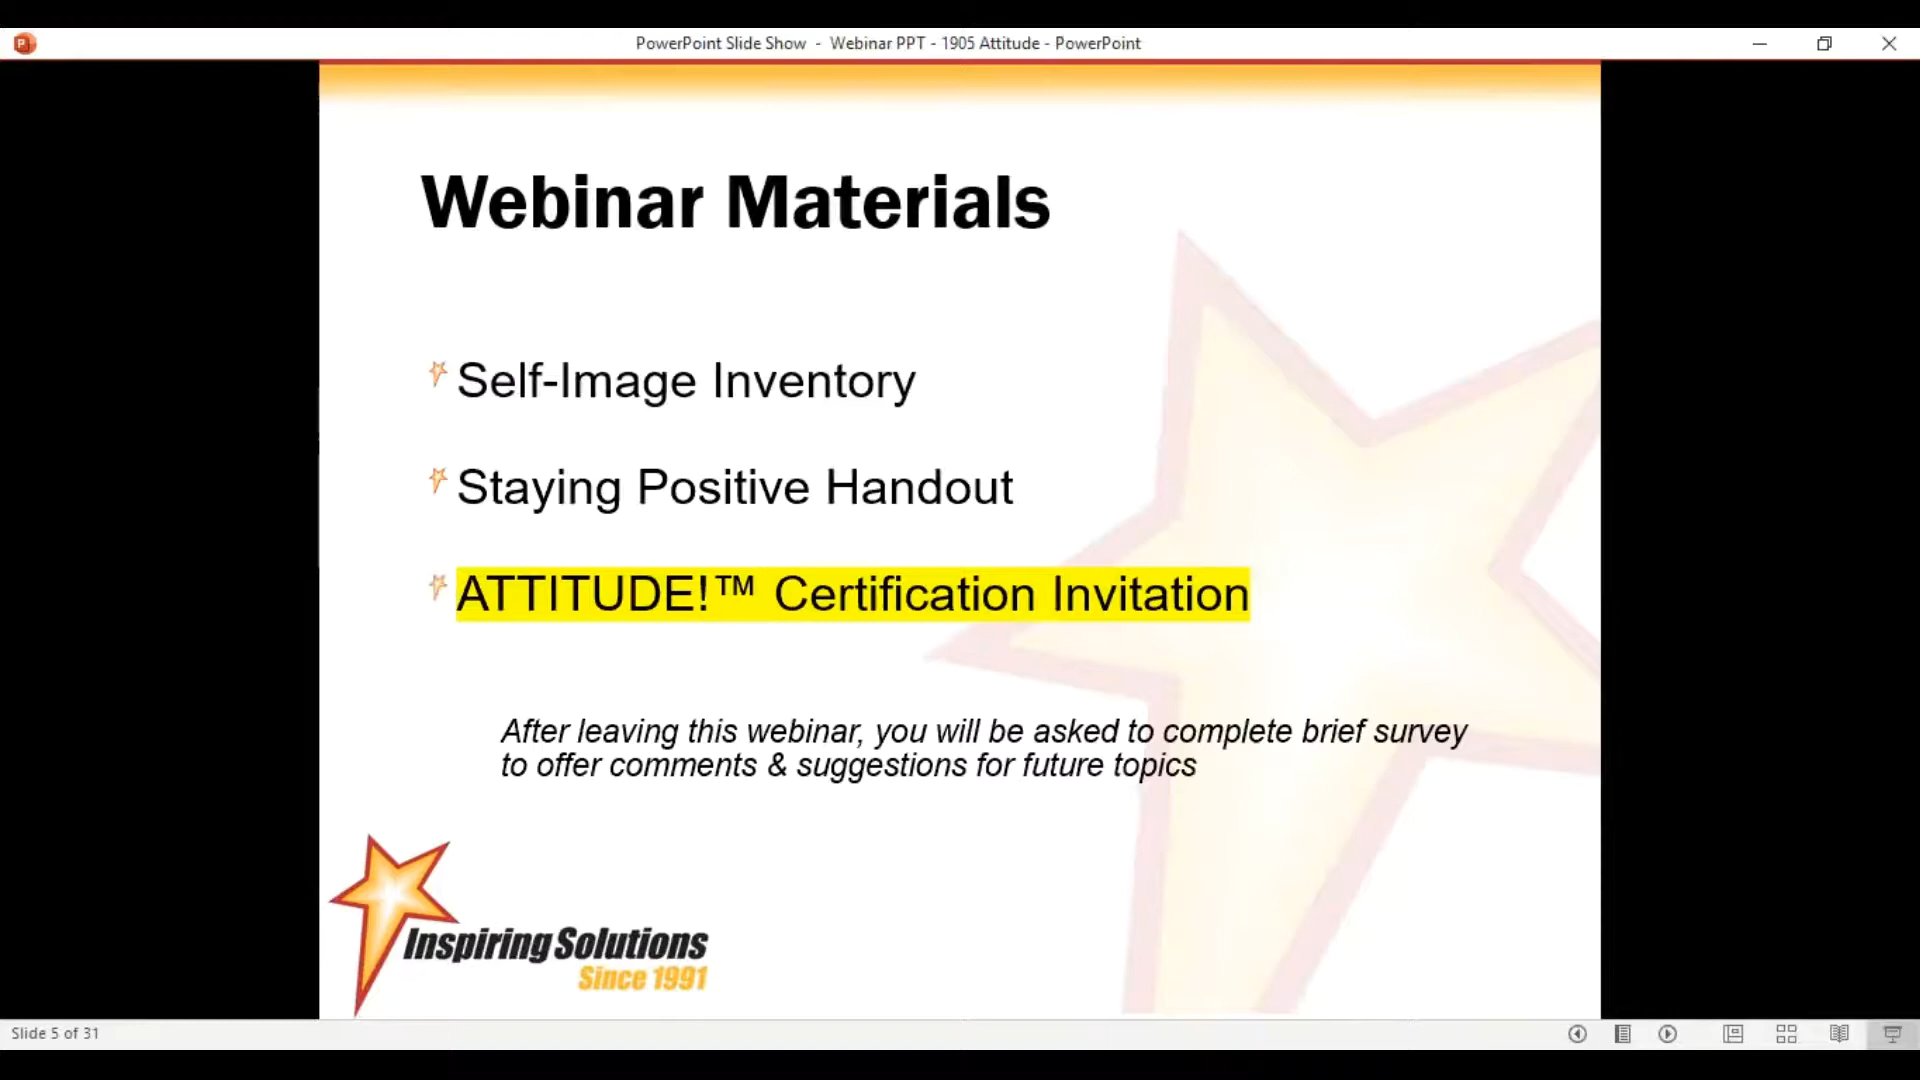 PowerPoint Slide Show - Webinar PPT - 1905 Attitude - PowerPoint
Webinar Materials
Self-Image Inventory
Staying Positive Handout
ATTITUDE!™ Certification Invitation
After leaving this webinar, you will be asked to complete brief survey
to offer comments & suggestions for future topics
Inspiring Solutions
Since 1991
Slide 5 of 31